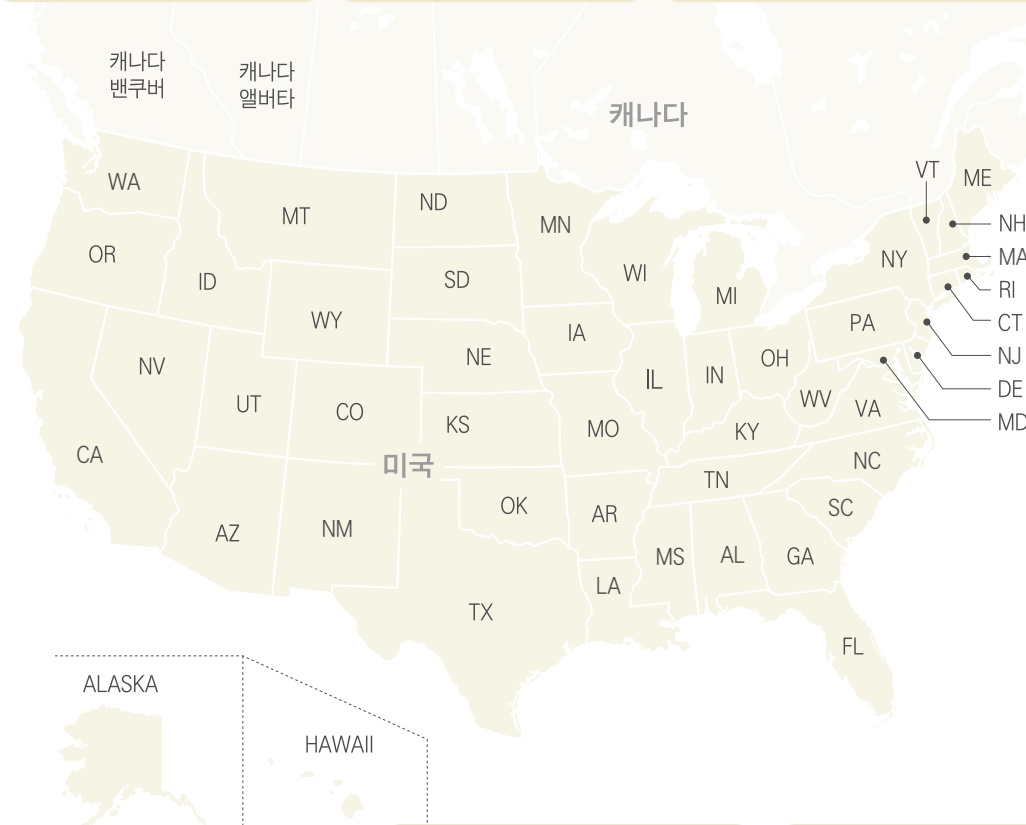 캐나다
밴쿠버
캐나다
앨버타
캐나다
VT
ME
WA
MT
ND
MN
NH
OR
ID
SD
WI
MI
NY
MA
RI
WY
IA
PA
CT
NV
NE
OH
NJ
UT
CO
KS
IL
IN
WV
VA
DE
MD
CA
MO
KY
미국
NC
TN
AZ
NM
OK
AR
SC
MS
AL
GA
LA
TX
FL
ALASKA
HAWAII